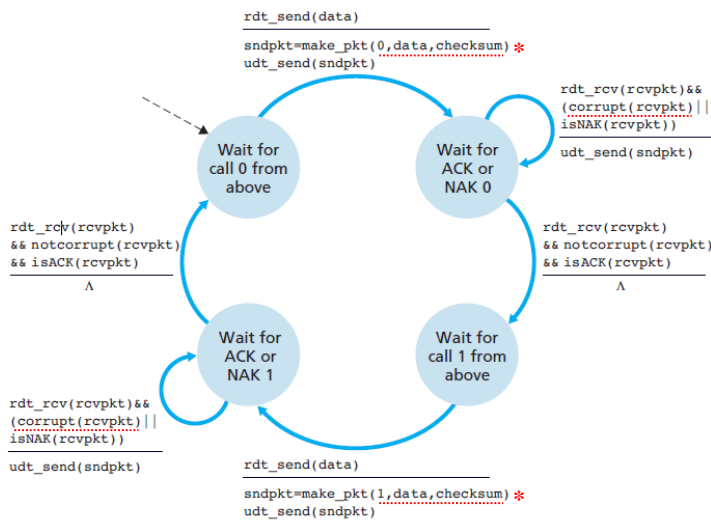 rdt_send(data)
sndpkt=make_pkt(0,data,checksum) *
udt_send(sndpkt)
rdt_rcv(rcvpkt)&&
(corrupt(rcvpkt)||
isNAK(rcvpkt))
udt_send(sndpkt)
Wait for
call 0 from
above
Wait for
ACK or
NAK 0
rdt_rcv(rcvpkt)
&& notcorrupt(rcvpkt)
&& isACK(rcvpkt)
Λ
rdt_rcv(rcvpkt)
&& notcorrupt(rcvpkt)
&& isACK(rcvpkt)
Λ
Wait for
ACK or
NAK 1
Wait for
call 1 from
above
rdt_rcv(rcvpkt)&&
(corrupt(rcvpkt)||
isNAK(rcvpkt))
udt_send(sndpkt)
rdt_send(data)
sndpkt=make_pkt(1,data,checksum) *
udt_send(sndpkt)